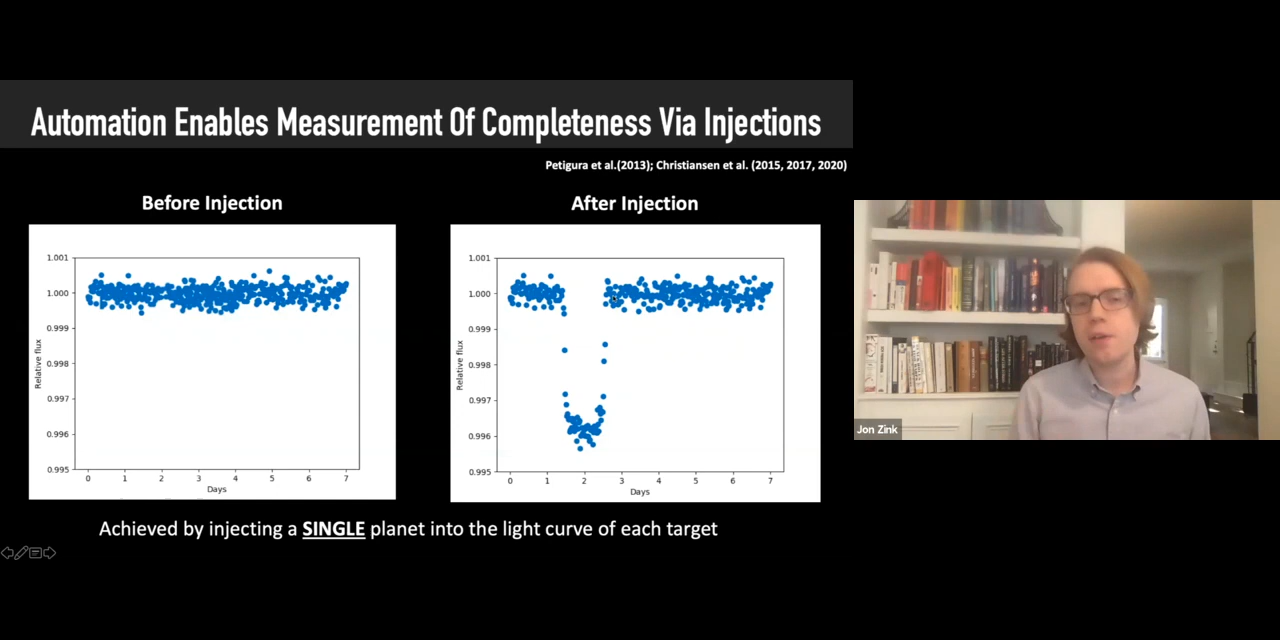 Automation Enables Measurement Of Completeness Via Injections
Petigura et al.(2013); Christiansen et al. (2015, 2017, 2020)
Before Injection
1.001
1.000
0.999
0.998
0.997
0.996
0.995
Relative flux
0 1 2 3 4 5 6 7
Days
After Injection
1.001
1.000
0.999
0.998
0.997
0.996
0.995
Relative flux
0 1 2 3 4 5 6 7
Days
Achieved by injecting a SINGLE planet into the light curve of each target
Jon Zink